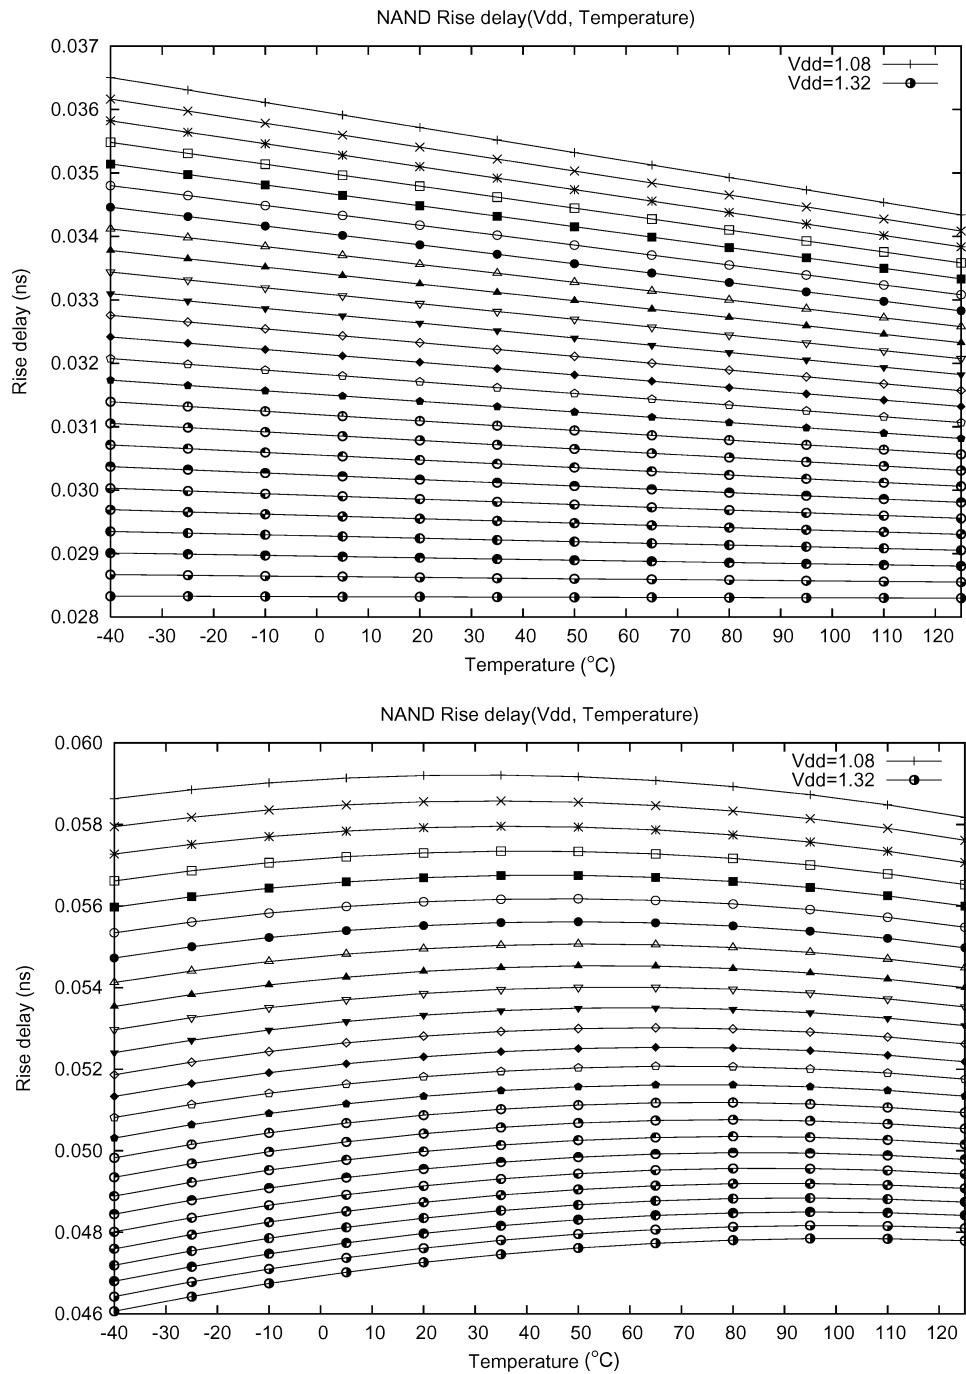 NAND Rise delay(Vdd, Temperature)
0.037
Vdd=1.08
Vdd=1.32
0.036
0.035
0.034
0.033
0.032
0.031
0.030
0.029
0.028
Rise delay (ns)
-40 -30 -20 -10 0 10 20 30 40 50 60 70 80 90 100 110 120
Temperature (°C)
NAND Rise delay(Vdd, Temperature)
0.060
Vdd=1.08
Vdd=1.32
0.058
0.056
0.054
0.052
0.050
0.048
0.046
Rise delay (ns)
-40 -30 -20 -10 0 10 20 30 40 50 60 70 80 90 100 110 120
Temperature (°C)